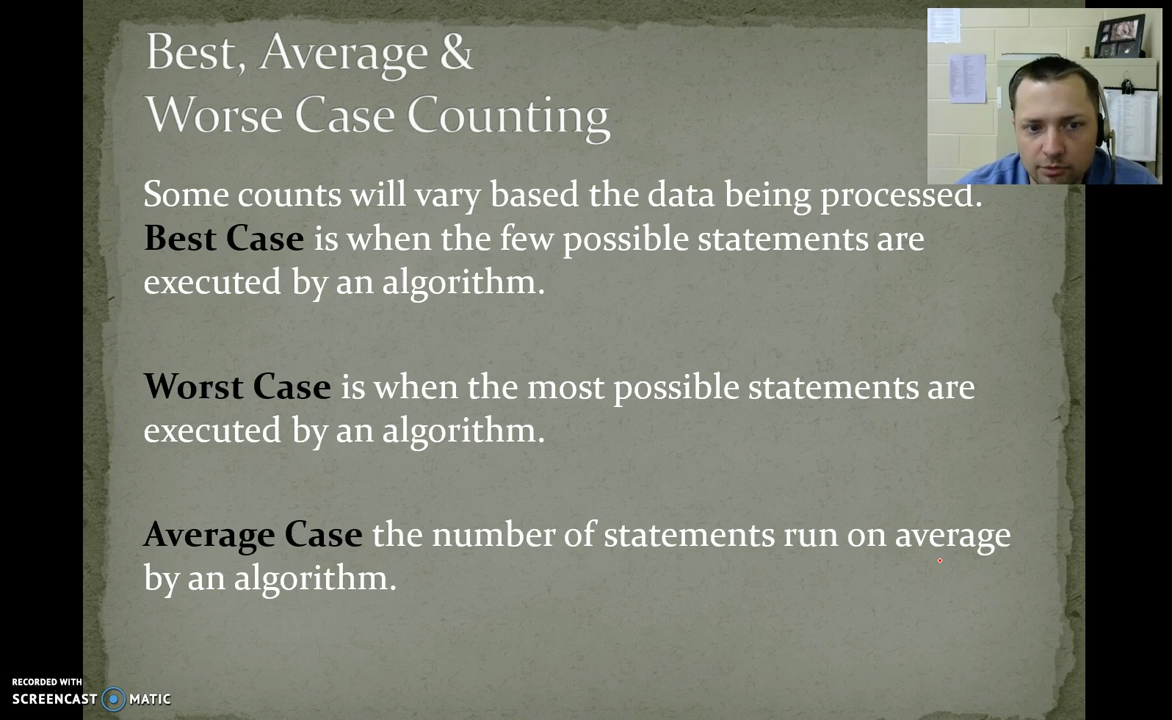 Best, Average &
Worse Case Counting
Some counts will vary based the data being processed.
Best Case is when the few possible statements are
executed by an algorithm.
Worst Case is when the most possible statements are
executed by an algorithm.
Average Case the number of statements run on average
by an algorithm.
RECORDED WITH
SCREENCAST MATIC